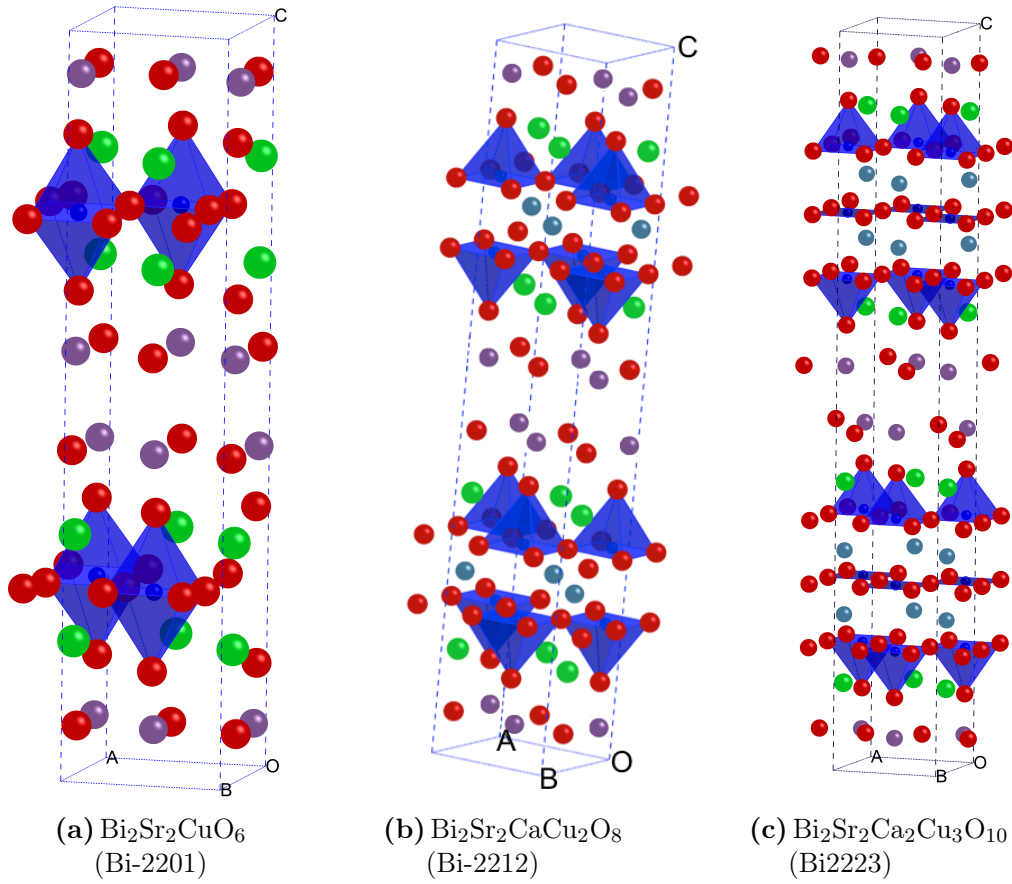 C
A
B
O
C
A
B
O
C
A
B
O
(a) Bi₂Sr₂CuO₆
(Bi-2201)
(b) Bi₂Sr₂CaCu₂O₈
(Bi-2212)
(c) Bi₂Sr₂Ca₂Cu₃O₁₀
(Bi2223)